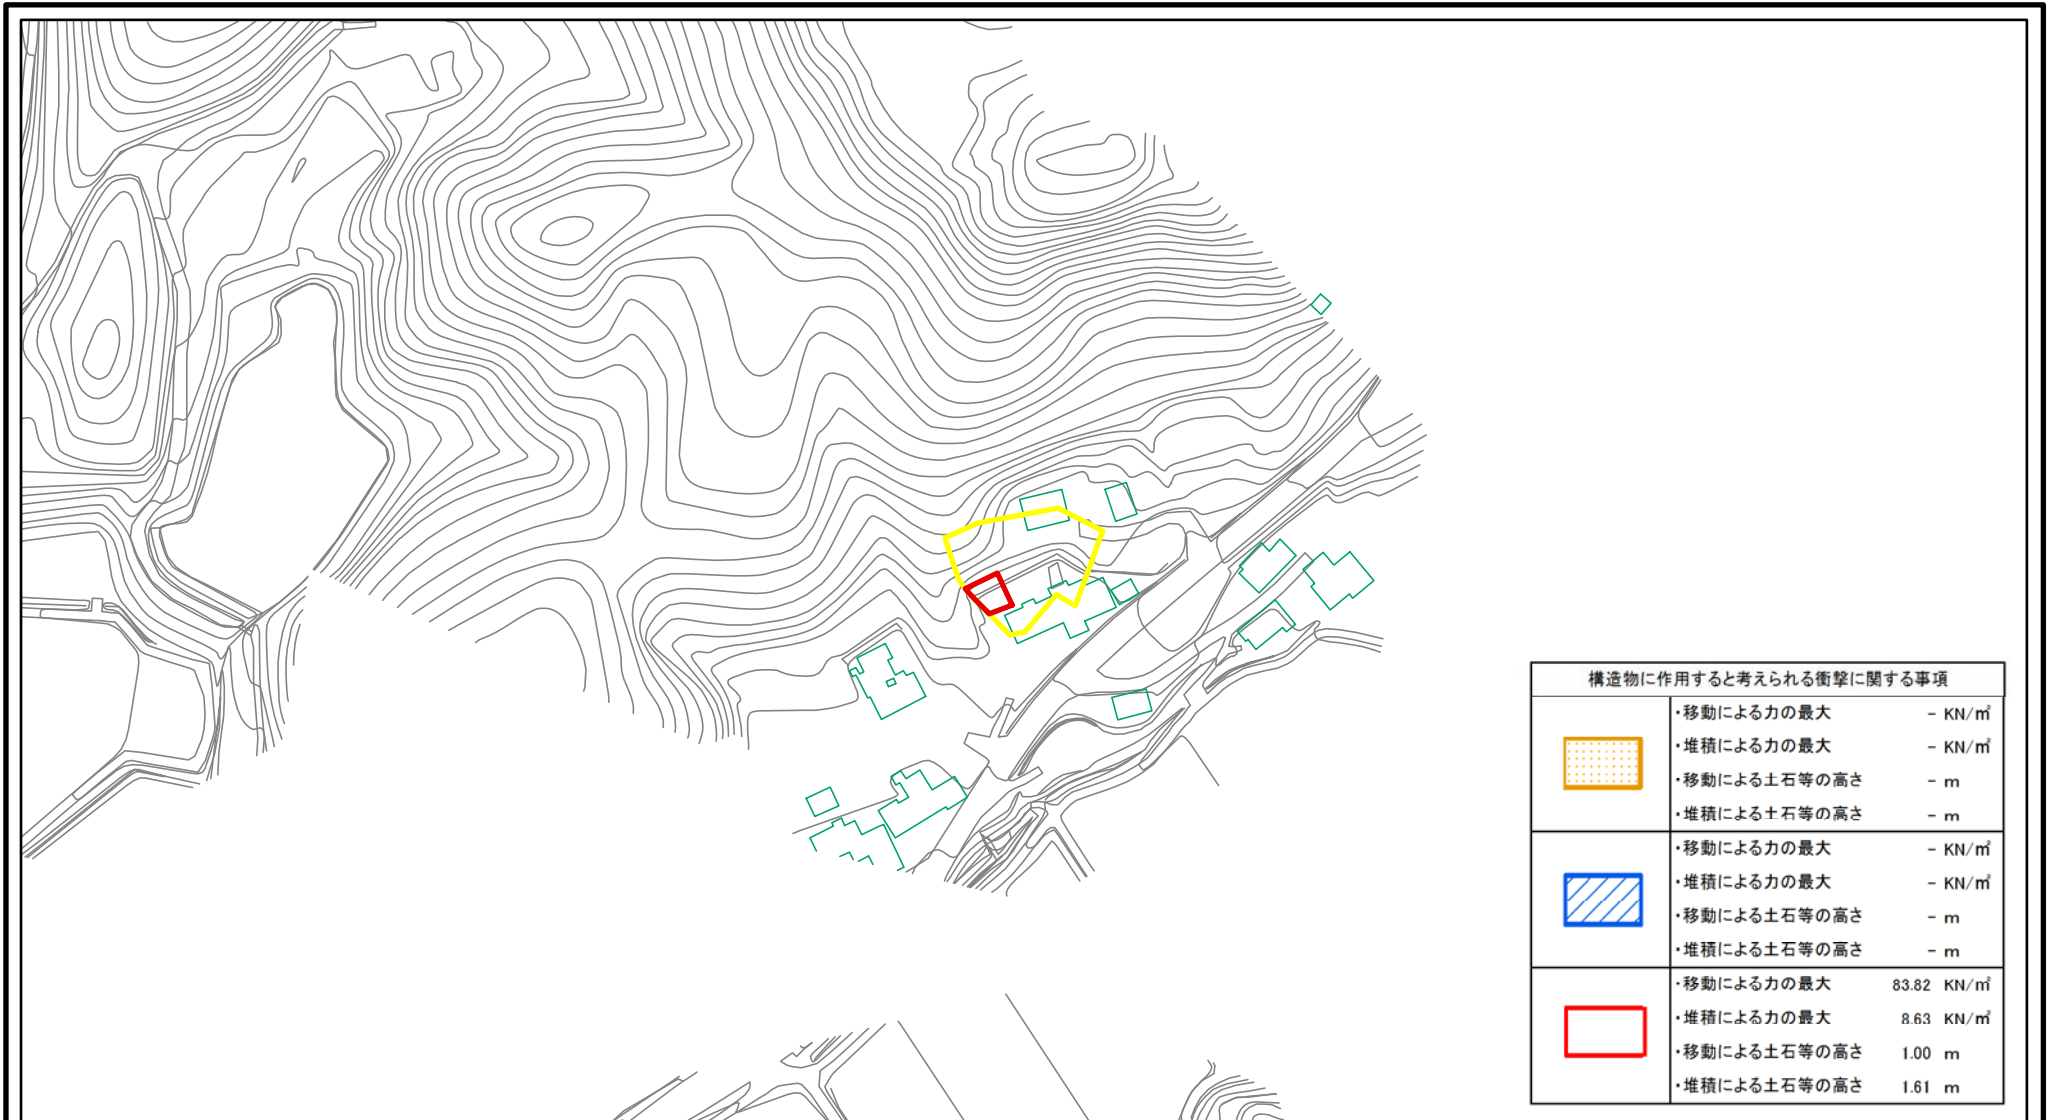 構造物に作用すると考えられる衝撃に関する事項
・移動による力の最大 - KN/㎡
・堆積による力の最大 - KN/㎡
・移動による土石等の高さ - m
・堆積による土石等の高さ - m
・移動による力の最大 - KN/㎡
・堆積による力の最大 - KN/㎡
・移動による土石等の高さ - m
・堆積による土石等の高さ - m
・移動による力の最大 83.82 KN/㎡
・堆積による力の最大 8.63 KN/㎡
・移動による土石等の高さ 1.00 m
・堆積による土石等の高さ 1.61 m